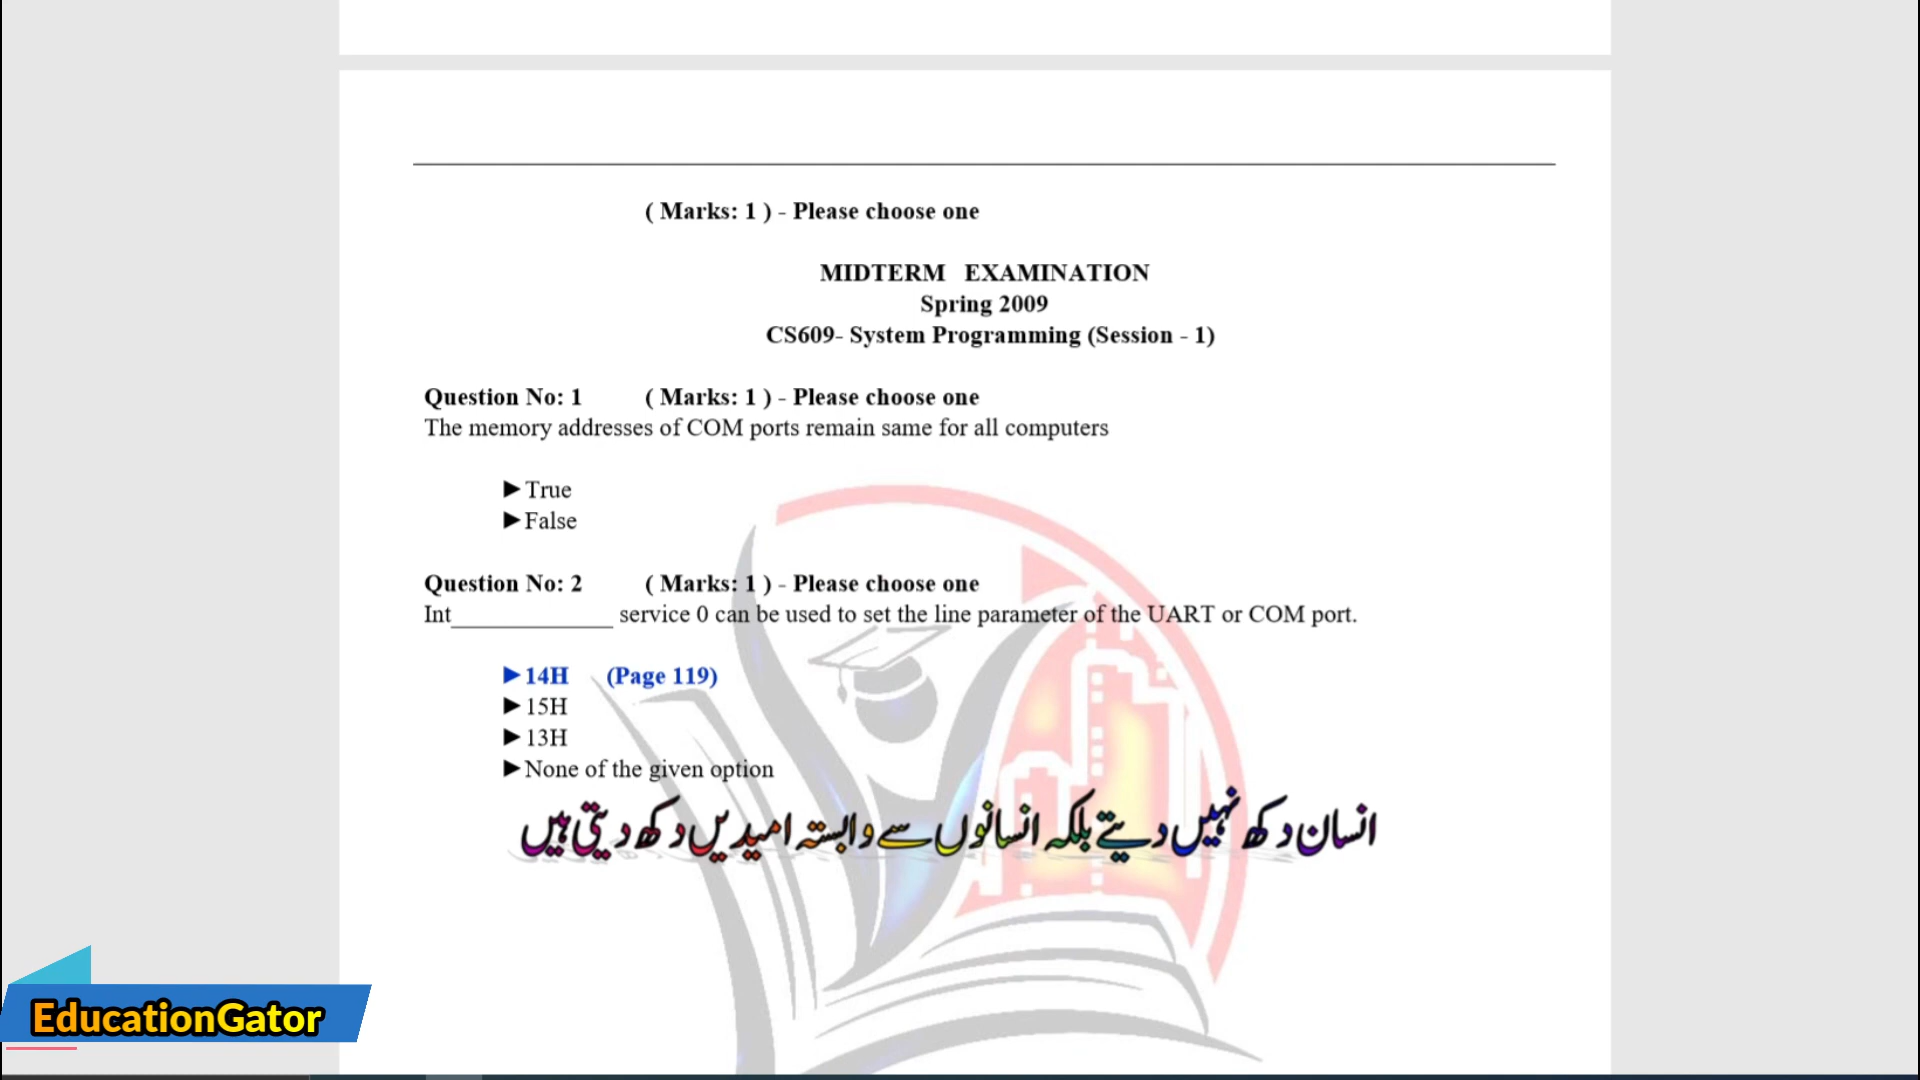 ( Marks: 1 ) - Please choose one
MIDTERM EXAMINATION
Spring 2009
CS609- System Programming (Session - 1)
Question No: 1 ( Marks: 1 ) - Please choose one
The memory addresses of COM ports remain same for all computers
►True
►False
Question No: 2 ( Marks: 1 ) - Please choose one
Int______________ service 0 can be used to set the line parameter of the UART or COM port.
►14H (Page 119)
►15H
►13H
►None of the given option
انسان دکھ نہیں دیتے بلکہ انسانوں سے وابستہ امیدیں دکھ دیتی ہیں
EducationGator